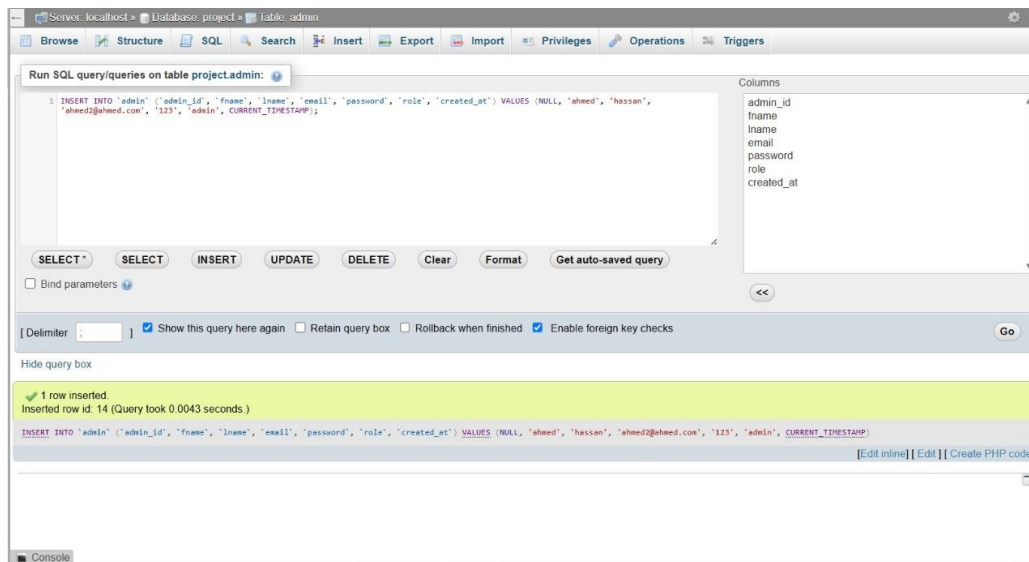 Server: localhost » Database: project » Table: admin
Browse Structure SQL Search Insert Export Import Privileges Operations Triggers
Run SQL query/queries on table project.admin:
1 INSERT INTO `admin` (`admin_id`, `fname`, `lname`, `email`, `password`, `role`, `created_at`) VALUES (NULL, 'ahmed', 'hassan',
'ahmed2@ahmed.com', '123', 'admin', CURRENT_TIMESTAMP);
Columns
admin_id
fname
lname
email
password
role
created_at
SELECT * SELECT INSERT UPDATE DELETE Clear Format Get auto-saved query
Bind parameters
<<
[ Delimiter ; ] Show this query here again Retain query box Rollback when finished Enable foreign key checks
Go
Hide query box
1 row inserted.
Inserted row id: 14 (Query took 0.0043 seconds.)
INSERT INTO `admin` (`admin_id`, `fname`, `lname`, `email`, `password`, `role`, `created_at`) VALUES (NULL, 'ahmed', 'hassan', 'ahmed2@ahmed.com', '123', 'admin', CURRENT_TIMESTAMP)
[Edit inline] [ Edit ] [ Create PHP code
Console